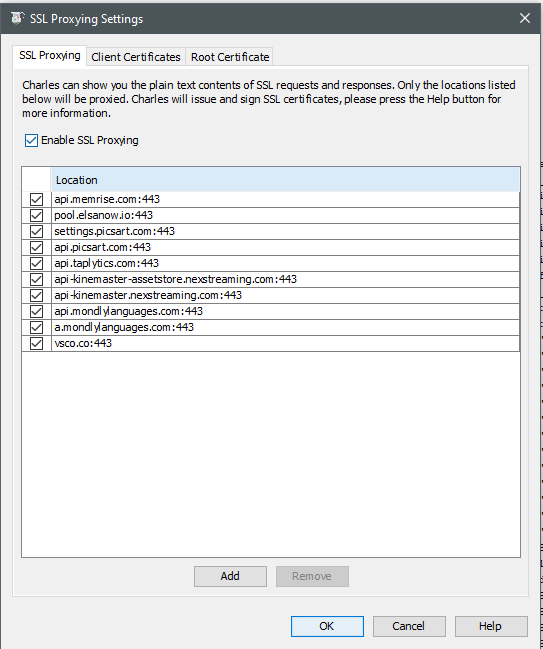 SSL Proxying Settings
SSL Proxying
Client Certificates
Root Certificate
Charles can show you the plain text contents of SSL requests and responses. Only the locations listed
below will be proxied. Charles will issue and sign SSL certificates, please press the Help button for
more information.
Enable SSL Proxying
Location
api.memrise.com:443
pool.elsanow.io:443
settings.picsart.com:443
api.picsart.com:443
api.taplytics.com:443
api-kinemaster-assetstore.nexstreaming.com:443
api-kinemaster.nexstreaming.com:443
api.mondlylanguages.com:443
a.mondlylanguages.com:443
vsco.co:443
Add
Remove
OK
Cancel
Help